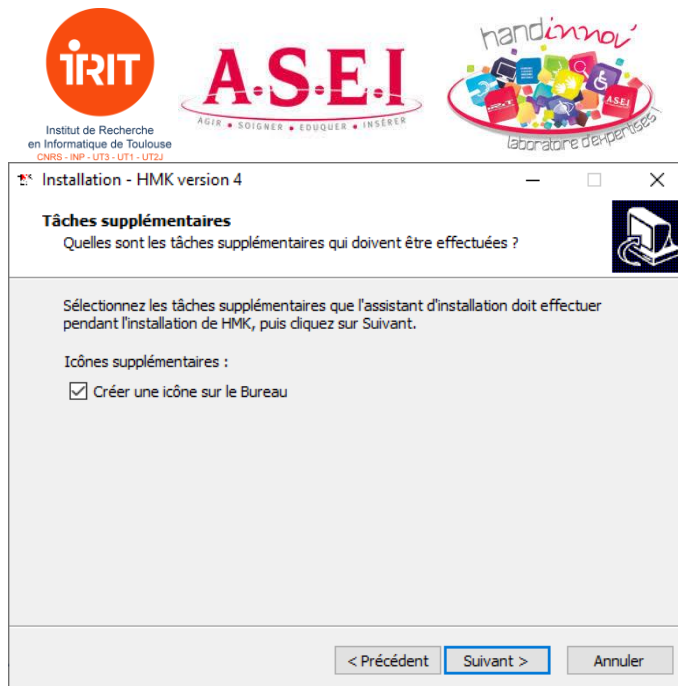 iRiT
Institut de Recherche
en Informatique de Toulouse
CNRS - INP - UT3 - UT1 - UT2J
A.S.E.I
AGIR • SOIGNER • EDUQUER • INSÉRER
handinnov'
ASEI
laboratoire d'expertises !
Installation - HMK version 4
Tâches supplémentaires
Quelles sont les tâches supplémentaires qui doivent être effectuées ?
Sélectionnez les tâches supplémentaires que l'assistant d'installation doit effectuer
pendant l'installation de HMK, puis cliquez sur Suivant.
Icônes supplémentaires :
Créer une icône sur le Bureau
< Précédent
Suivant >
Annuler